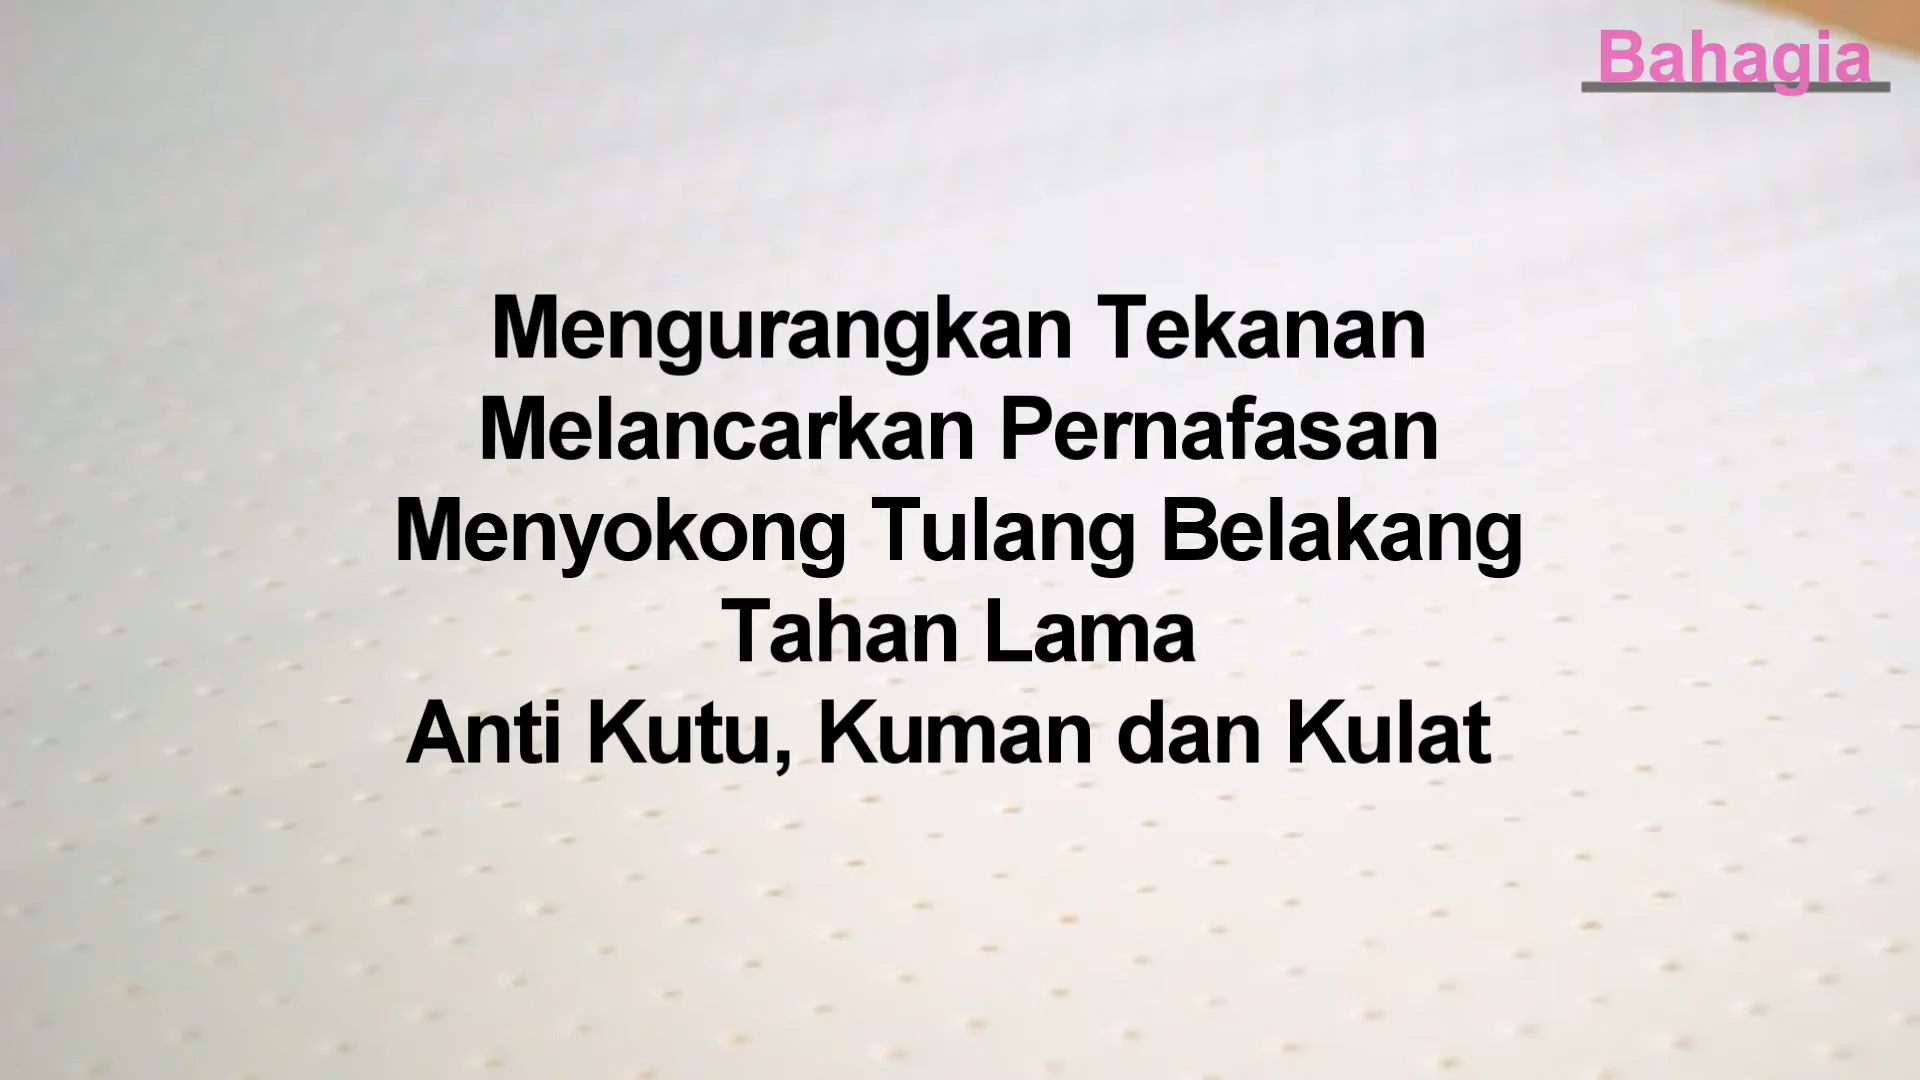 Bahagia
Mengurangkan Tekanan
Melancarkan Pernafasan
Menyokong Tulang Belakang
Tahan Lama
Anti Kutu, Kuman dan Kulat